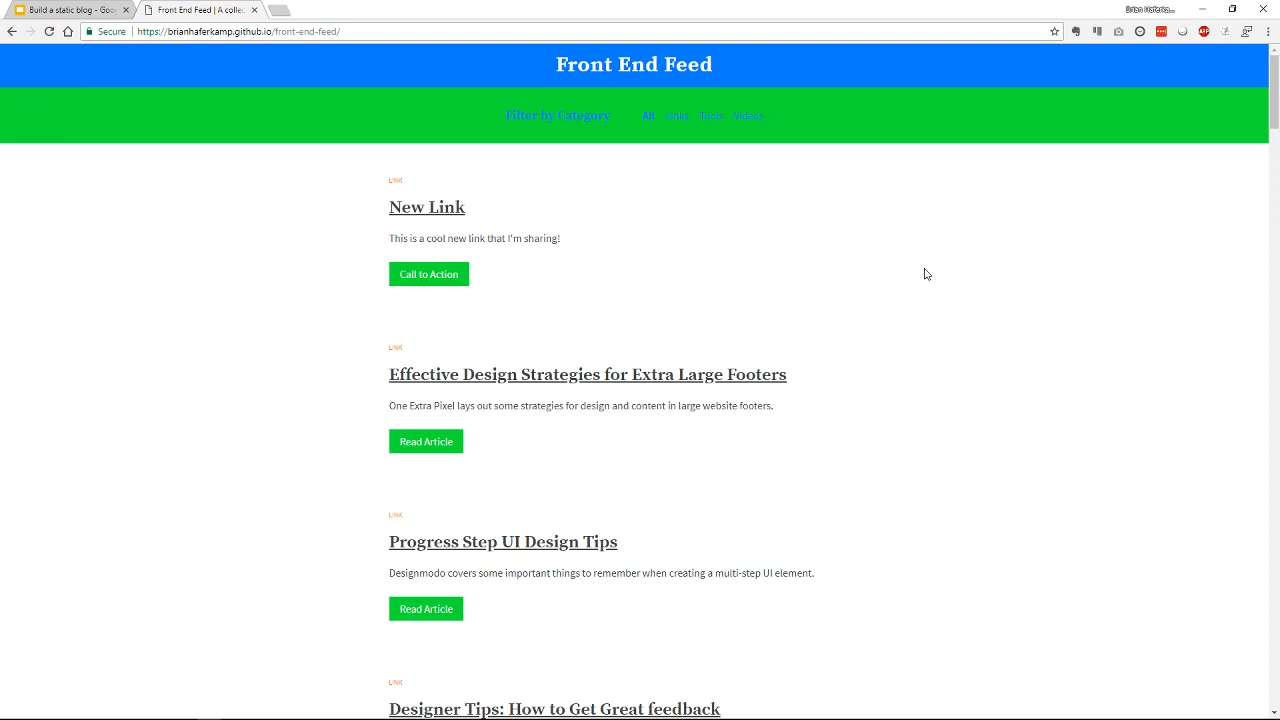 Build a static blog - Goo
Front End Feed | A collec
Secure
https://brianhaferkamp.github.io/front-end-feed/
ABP
Front End Feed
Filter by Category All Links Tools Videos
LINK
New Link
This is a cool new link that I'm sharing!
Call to Action
LINK
Effective Design Strategies for Extra Large Footers
One Extra Pixel lays out some strategies for design and content in large website footers.
Read Article
LINK
Progress Step UI Design Tips
Designmodo covers some important things to remember when creating a multi-step UI element.
Read Article
LINK
Designer Tips: How to Get Great feedback